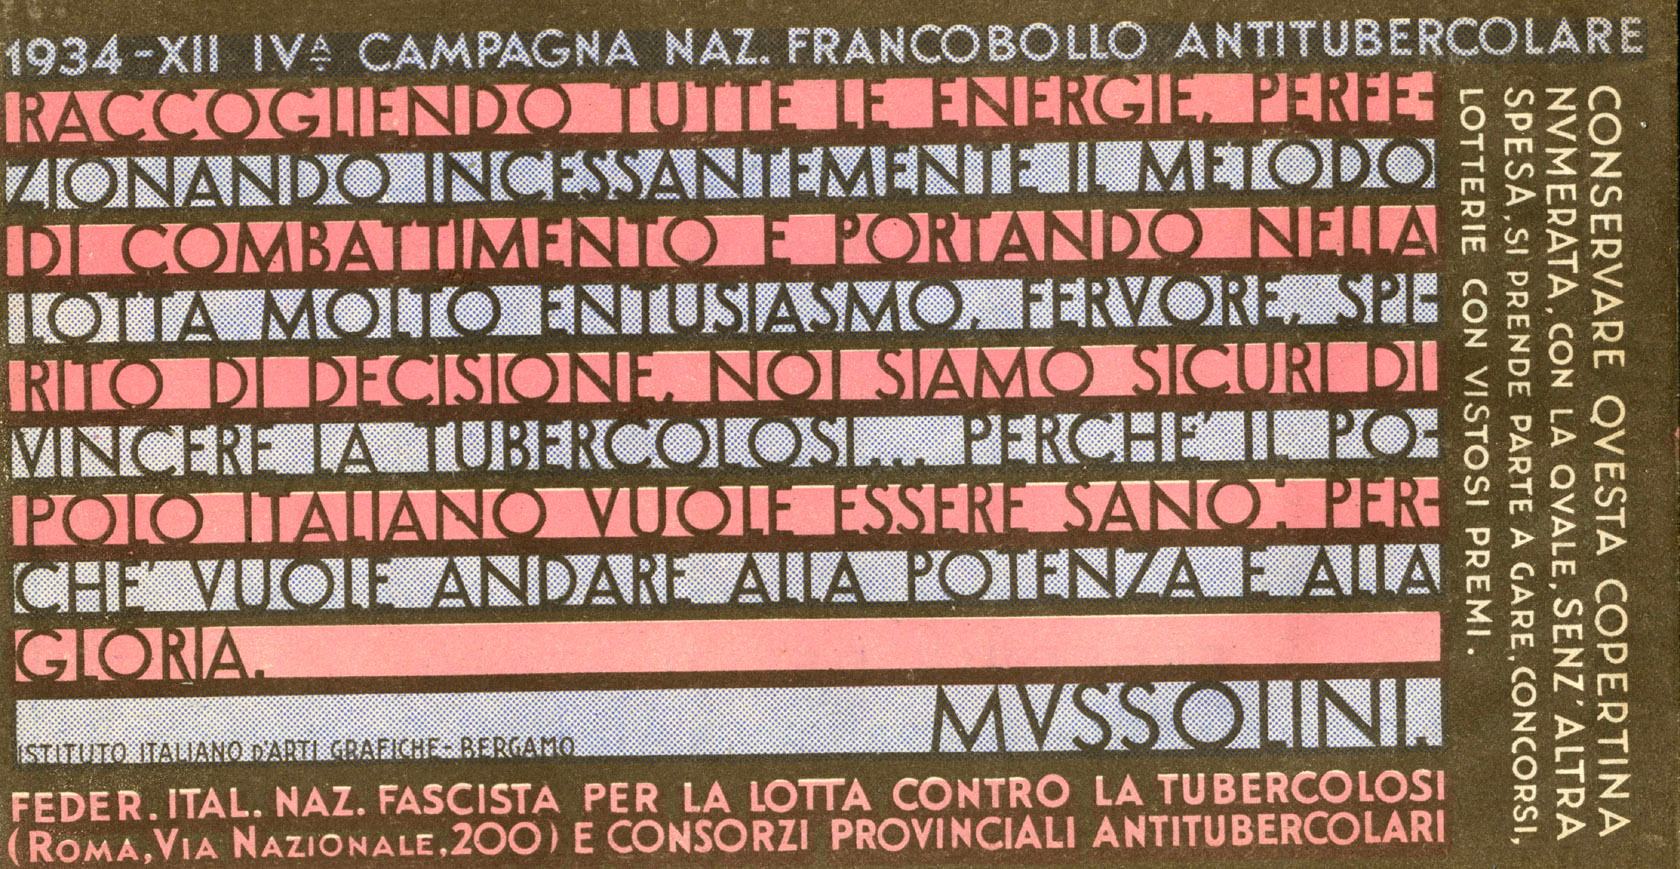 1934-XII IVᴬ CAMPAGNA NAZ. FRANCOBOLLO ANTITUBERCOLARE
RACCOGLIENDO TUTTE LE ENERGIE, PERFE-
ZIONANDO INCESSANTEMENTE IL METODO
DI COMBATTIMENTO E PORTANDO NELLA
LOTTA MOLTO ENTUSIASMO, FERVORE, SPI-
RITO DI DECISIONE, NOI SIAMO SICURI DI
VINCERE LA TUBERCOLOSI... PERCHE' IL PO-
POLO ITALIANO VUOLE ESSERE SANO: PER-
CHE' VUOLE ANDARE ALLA POTENZA E ALLA
GLORIA.
MVSSOLINI.
ISTITUTO ITALIANO D'ARTI GRAFICHE-BERGAMO
FEDER. ITAL. NAZ. FASCISTA PER LA LOTTA CONTRO LA TUBERCOLOSI
(ROMA, VIA NAZIONALE, 200) E CONSORZI PROVINCIALI ANTITUBERCOLARI
CONSERVARE QVESTA COPERTINA
NVMERATA, CON LA QVALE, SENZ'ALTRA
SPESA, SI PRENDE PARTE A GARE, CONCORSI,
LOTTERIE CON VISTOSI PREMI.